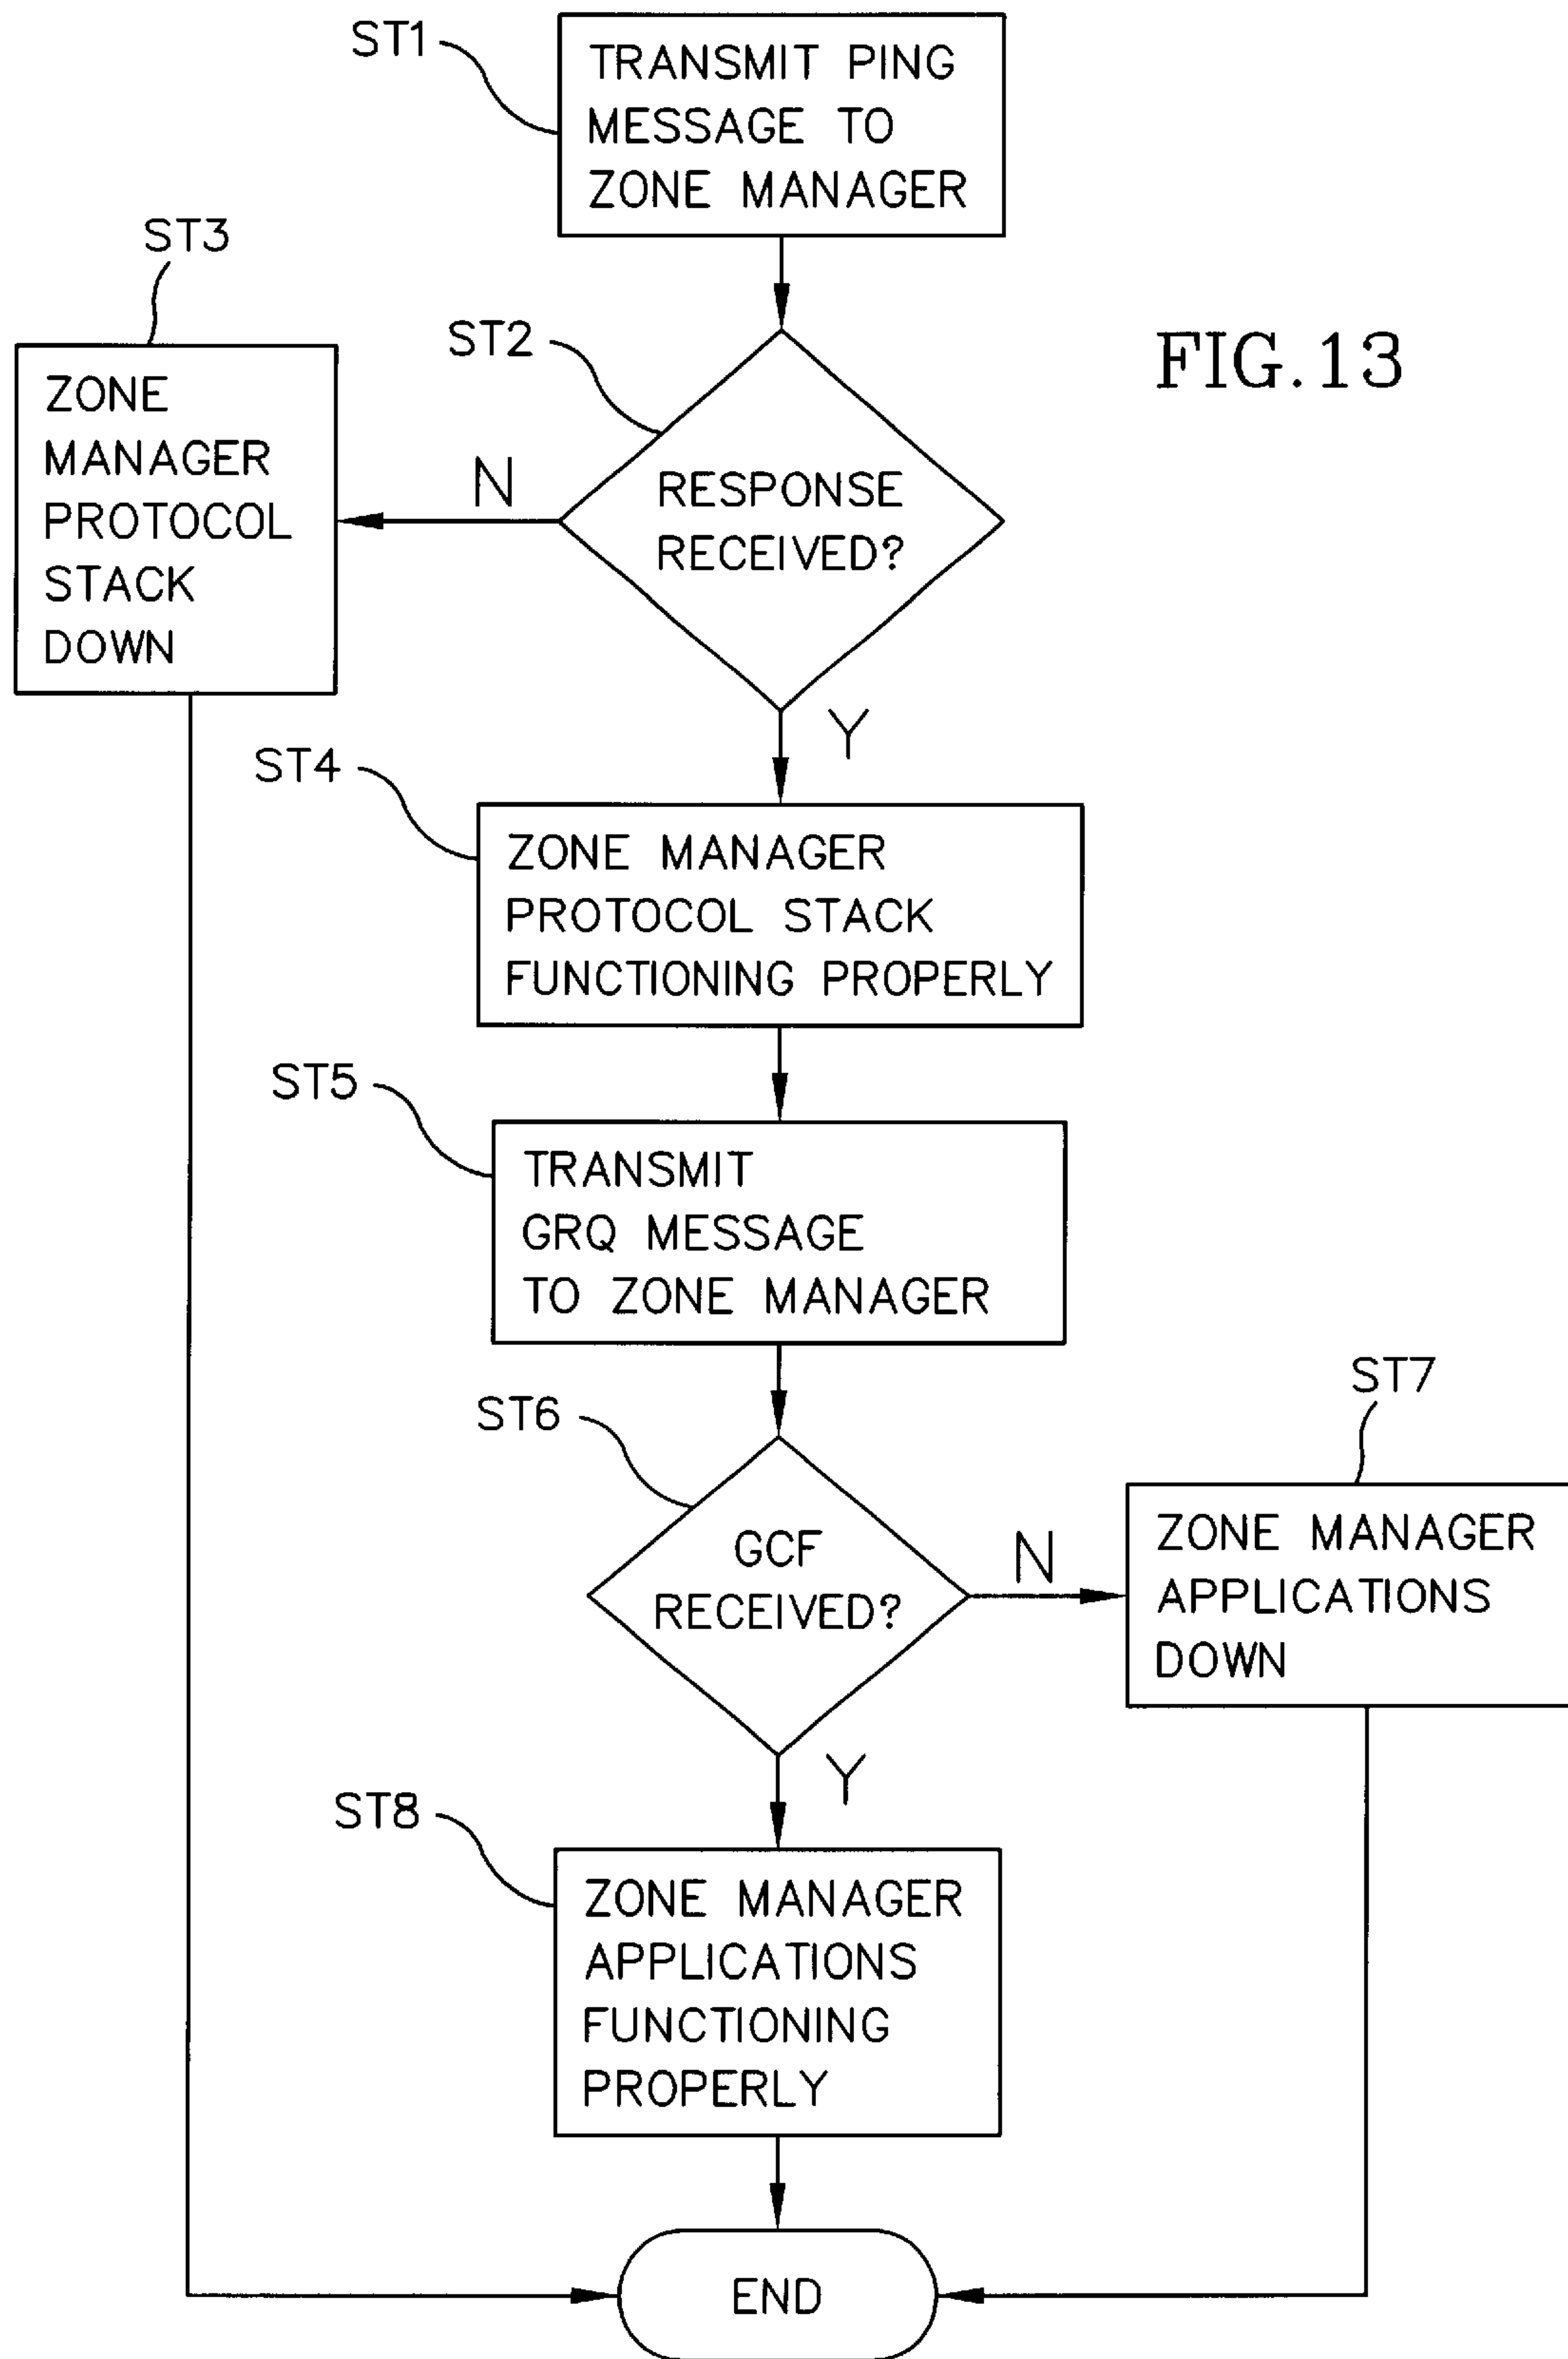 ST1
TRANSMIT PING
MESSAGE TO
ZONE MANAGER
FIG.13
ST2
RESPONSE
RECEIVED?
N
Y
ST3
ZONE
MANAGER
PROTOCOL
STACK
DOWN
ST4
ZONE MANAGER
PROTOCOL STACK
FUNCTIONING PROPERLY
ST5
TRANSMIT
GRQ MESSAGE
TO ZONE MANAGER
ST6
GCF
RECEIVED?
N
Y
ST7
ZONE MANAGER
APPLICATIONS
DOWN
ST8
ZONE MANAGER
APPLICATIONS
FUNCTIONING
PROPERLY
END